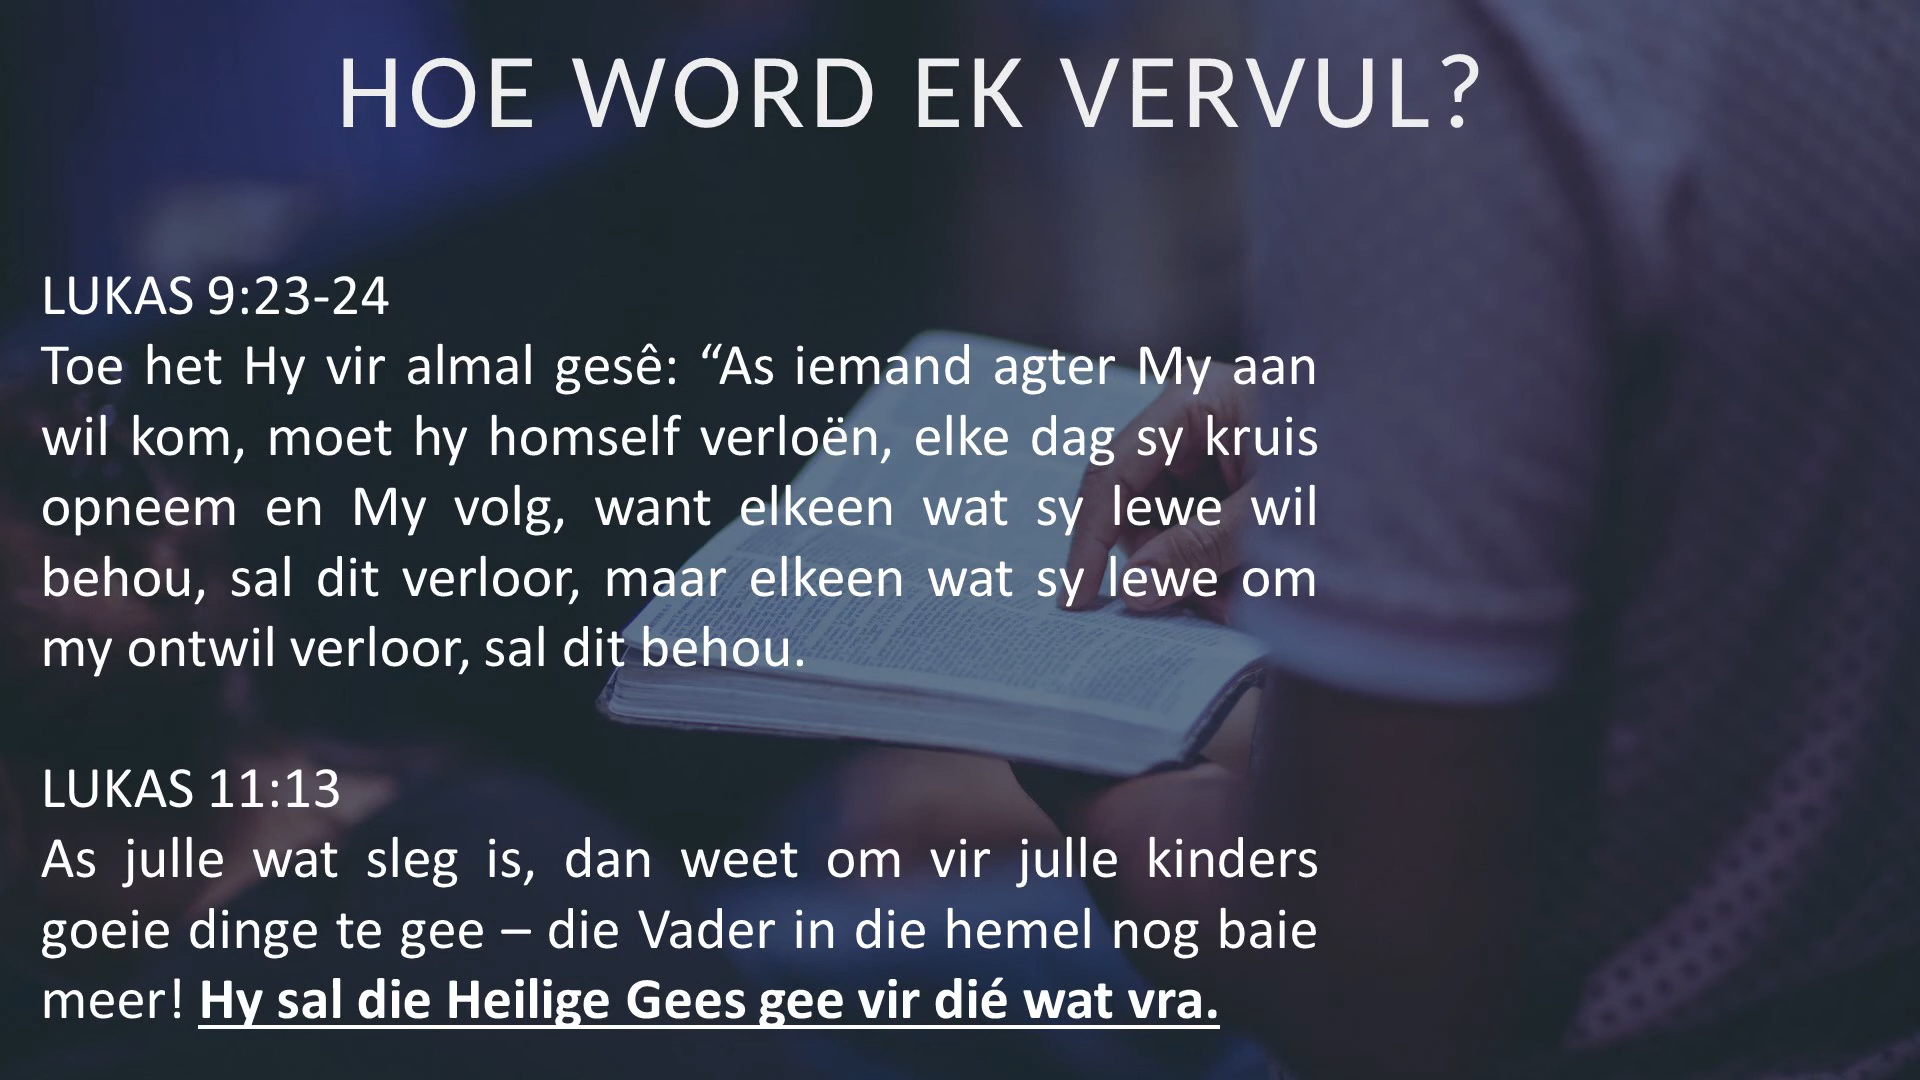 HOE WORD EK VERVUL?
LUKAS 9:23-24
Toe het Hy vir almal gesê: “As iemand agter My aan
wil kom, moet hy homself verloën, elke dag sy kruis
opneem en My volg, want elkeen wat sy lewe wil
behou, sal dit verloor, maar elkeen wat sy lewe om
my ontwil verloor, sal dit behou.
LUKAS 11:13
As julle wat sleg is, dan weet om vir julle kinders
goeie dinge te gee – die Vader in die hemel nog baie
meer! Hy sal die Heilige Gees gee vir dié wat vra.